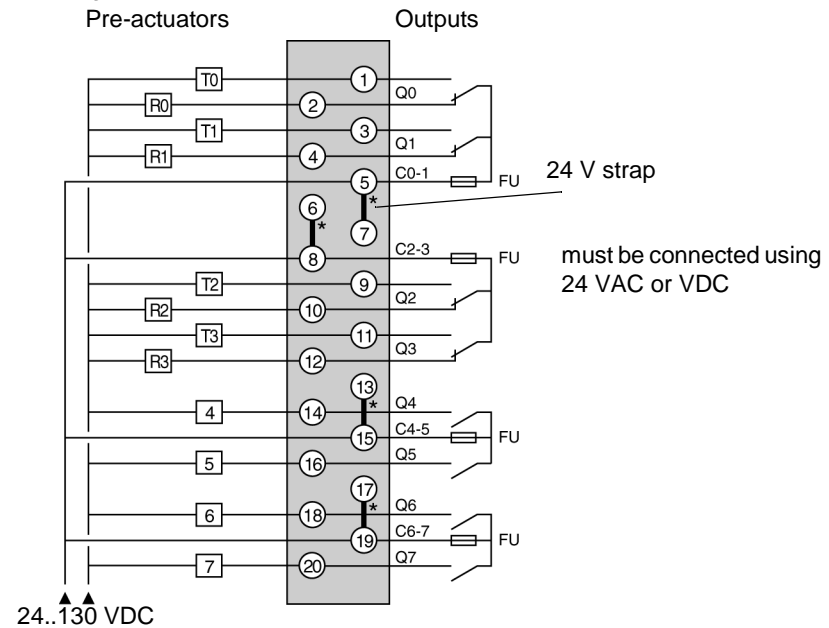 Pre-actuators Outputs
T0 1
R0 2 Q0
T1 3
R1 4 Q1
5 C0-1 FU 24 V strap
6 *
* 7
8 C2-3 FU must be connected using
T2 9 24 VAC or VDC
R2 10 Q2
T3 11
R3 12 Q3
13
4 14 * Q4
15 C4-5 FU
5 16 Q5
17
6 18 * Q6
19 C6-7 FU
7 20 Q7
24..130 VDC